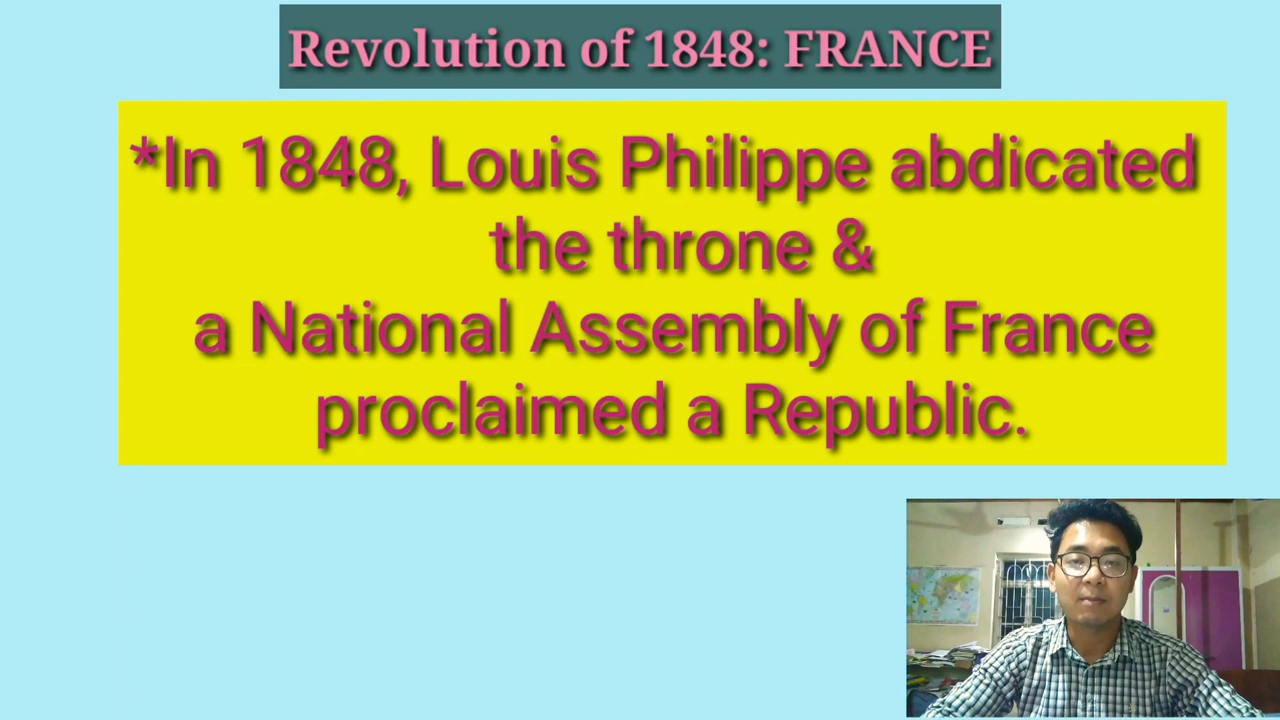 Revolution of 1848: FRANCE
*In 1848, Louis Philippe abdicated
the throne &
a National Assembly of France
proclaimed a Republic.